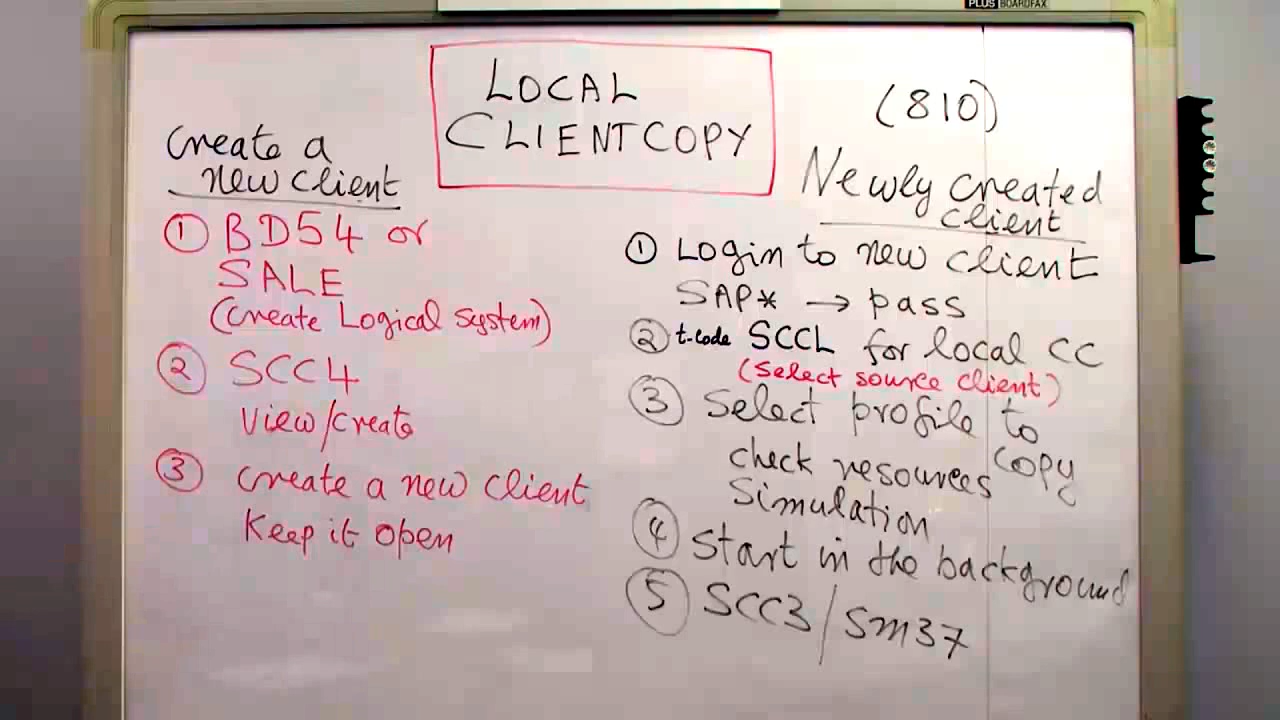 PLUS BOARDFAX
LOCAL
CLIENTCOPY
Create a
new client
① BD54 or
SALE
(Create Logical System)
② SCC4
View/Create
③ Create a new client
Keep it open
(810)
Newly created
client
① Login to new client
SAP* → pass
② t-code SCCL for local CC
(Select source client)
③ Select profile to
copy
check resources
Simulation
④ Start in the background
⑤ SCC3/SM37